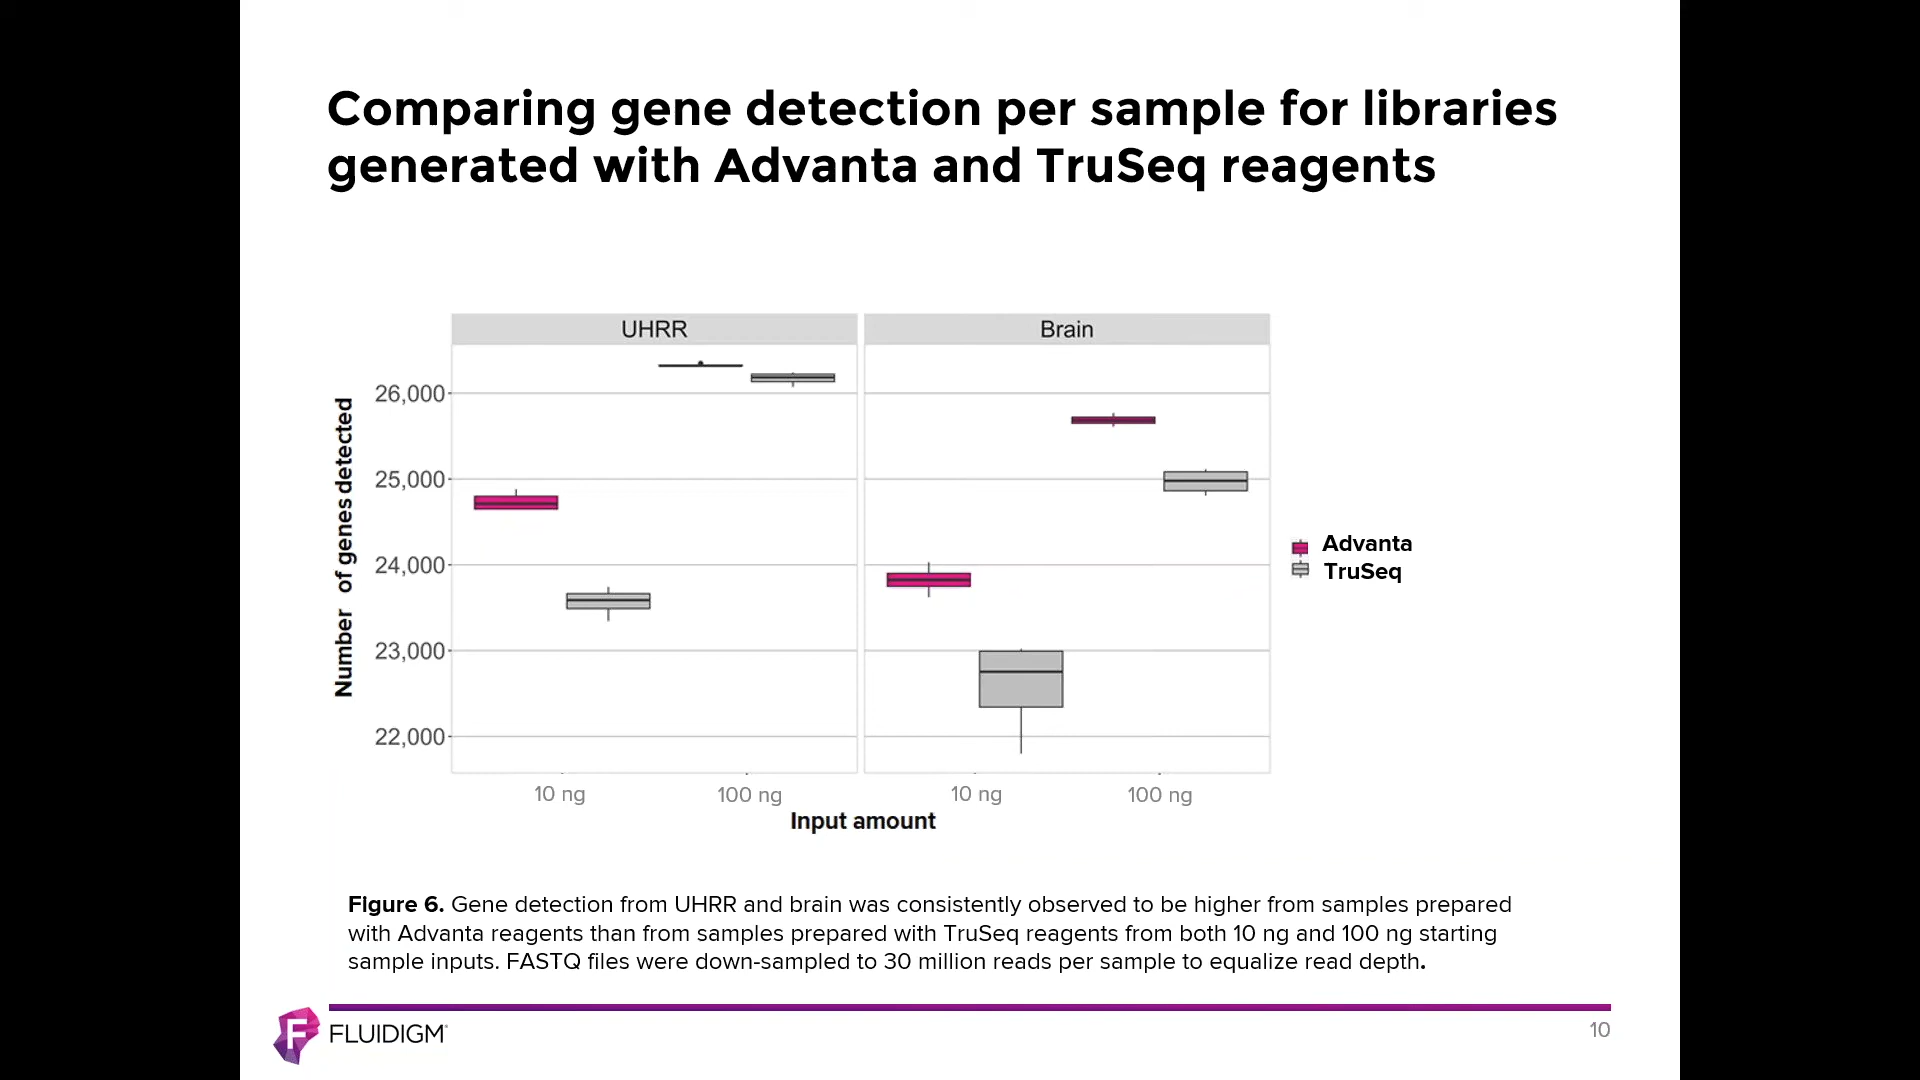 Comparing gene detection per sample for libraries
generated with Advanta and TruSeq reagents
UHRR
Brain
Number of genes detected
26,000
25,000
24,000
23,000
22,000
10 ng
100 ng
10 ng
100 ng
Input amount
Advanta
TruSeq
Figure 6. Gene detection from UHRR and brain was consistently observed to be higher from samples prepared
with Advanta reagents than from samples prepared with TruSeq reagents from both 10 ng and 100 ng starting
sample inputs. FASTQ files were down-sampled to 30 million reads per sample to equalize read depth.
F FLUIDIGM
10